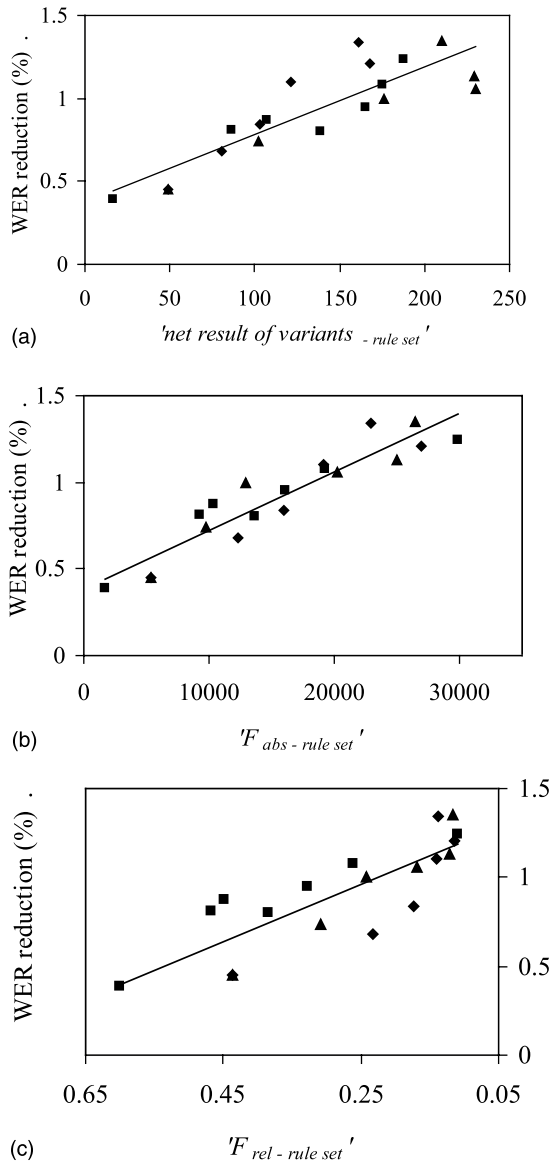 1.5
1
0.5
0
WER reduction (%) .
0 50 100 150 200 250
(a) 'net result of variants - rule set'
1.5
1
0.5
0
WER reduction (%) .
0 10000 20000 30000
(b) 'F abs - rule set'
1.5
1
0.5
0
WER reduction (%) .
0.65 0.45 0.25 0.05
(c) 'F rel - rule set'